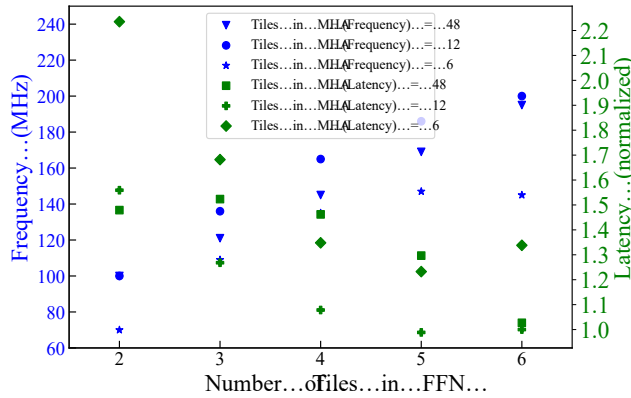 240
220
200
180
160
140
120
100
80
60
Frequency…(MHz)
Tiles…in…MHA…(Frequency)…=…48
Tiles…in…MHA…(Frequency)…=…12
Tiles…in…MHA…(Frequency)…=…6
Tiles…in…MHA…(Latency)…=…48
Tiles…in…MHA…(Latency)…=…12
Tiles…in…MHA…(Latency)…=…6
2.2
2.1
2.0
1.9
1.8
1.7
1.6
1.5
1.4
1.3
1.2
1.1
1.0
Latency…(normalized)
2 3 4 5 6
Number…of…Tiles…in…FFN…